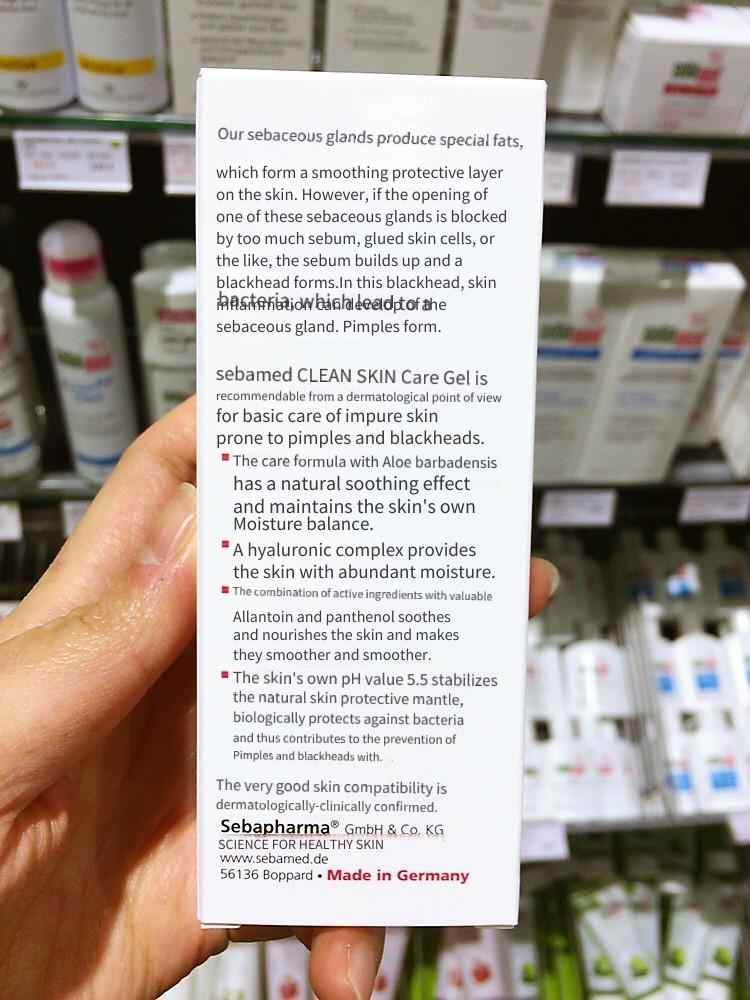 Our sebaceous glands produce special fats,
which form a smoothing protective layer
on the skin. However, if the opening of
one of these sebaceous glands is blocked
by too much sebum, glued skin cells, or
the like, the sebum builds up and a
blackhead forms.In this blackhead, skin
bacteria, which lead to a
inflammation can develop of the
sebaceous gland. Pimples form.
sebamed CLEAN SKIN Care Gel is
recommendable from a dermatological point of view
for basic care of impure skin
prone to pimples and blackheads.
The care formula with Aloe barbadensis
has a natural soothing effect
and maintains the skin's own
Moisture balance.
A hyaluronic complex provides
the skin with abundant moisture.
The combination of active ingredients with valuable
Allantoin and panthenol soothes
and nourishes the skin and makes
they smoother and smoother.
The skin's own pH value 5.5 stabilizes
the natural skin protective mantle,
biologically protects against bacteria
and thus contributes to the prevention of
Pimples and blackheads with.
The very good skin compatibility is
dermatologically-clinically confirmed.
Sebapharma® GmbH & Co. KG
SCIENCE FOR HEALTHY SKIN
www.sebamed.de
56136 Boppard • Made in Germany